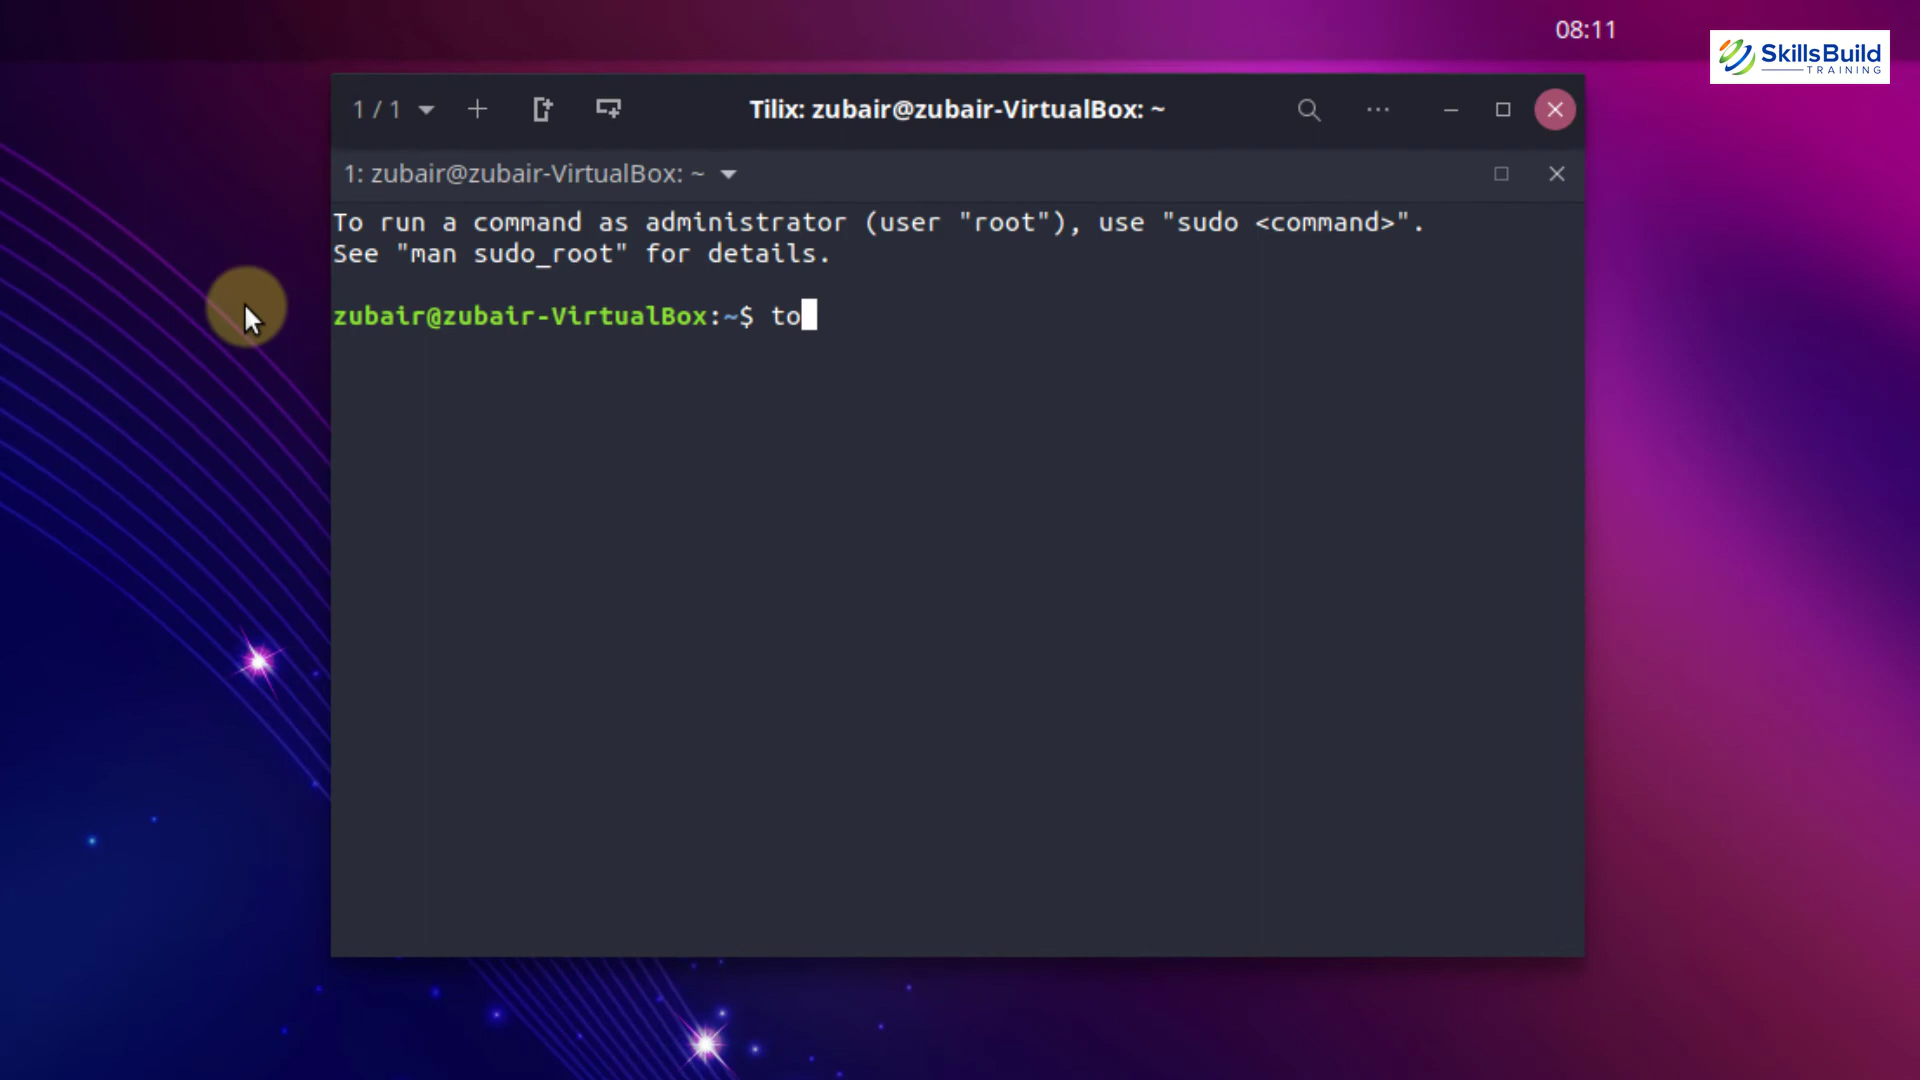 08:11
SkillsBuild
TRAINING
1 / 1
Tilix: zubair@zubair-VirtualBox: ~
1: zubair@zubair-VirtualBox: ~
To run a command as administrator (user "root"), use "sudo <command>".
See "man sudo_root" for details.
zubair@zubair-VirtualBox:~$ to